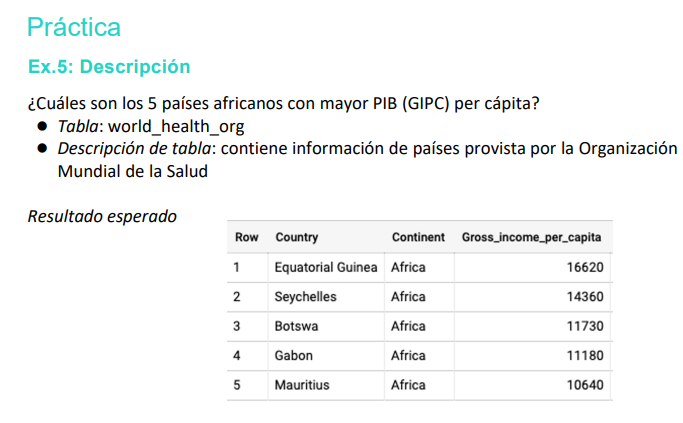 Práctica
Ex.5: Descripción
¿Cuáles son los 5 países africanos con mayor PIB (GIPC) per cápita?
● Tabla: world_health_org
● Descripción de tabla: contiene información de países provista por la Organización
Mundial de la Salud
Resultado esperado
Row Country Continent Gross_income_per_capita
1 Equatorial Guinea Africa 16620
2 Seychelles Africa 14360
3 Botswa Africa 11730
4 Gabon Africa 11180
5 Mauritius Africa 10640